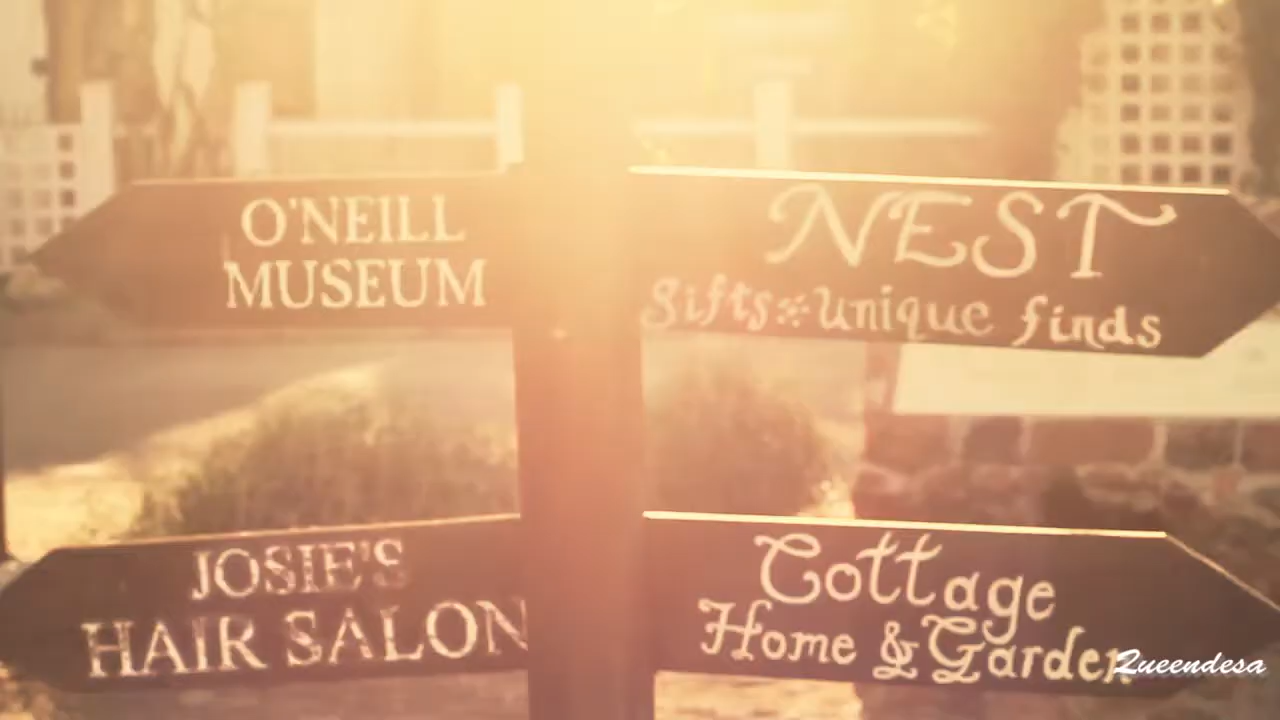 O'NEILL
MUSEUM
NEST
Gifts unique finds
JOSIE'S
HAIR SALON
Cottage
Home & Garden
Queendesa